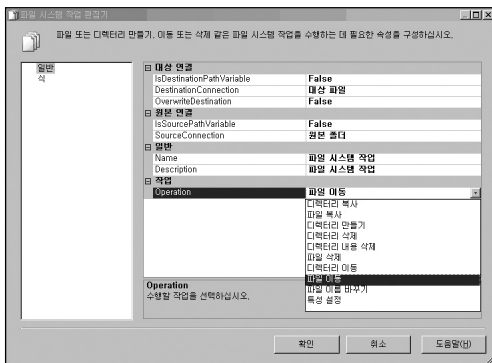 파일 시스템 작업 편집기
파일 또는 디렉터리 만들기, 이동 또는 삭제 같은 파일 시스템 작업을 수행하는 데 필요한 속성을 구성하십시오.
일반
식
대상 연결
IsDestinationPathVariable False
DestinationConnection 대상 파일
OverwriteDestination False
원본 연결
IsSourcePathVariable False
SourceConnection 원본 폴더
일반
Name 파일 시스템 작업
Description 파일 시스템 작업
작업
Operation 파일 이동
디렉터리 복사
파일 복사
디렉터리 만들기
디렉터리 삭제
디렉터리 내용 삭제
파일 삭제
디렉터리 이동
파일 이동
파일 이름 바꾸기
특성 설정
Operation
수행할 작업을 선택하십시오.
확인 취소 도움말(H)